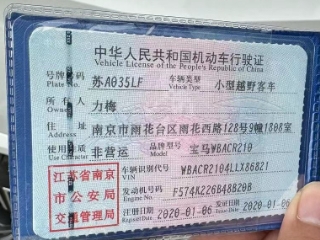 中华人民共和国机动车行驶证
Vehicle License of the People's Republic of China
号牌号码 苏A035LF 车辆类型 小型越野客车
Plate No. Vehicle Type
所有人 力梅
Owner
住址 南京市雨花台区雨花西路128号9幢1808室
Address
使用性质 非营运 品牌型号 宝马WBACR210
Use Character Model
江苏省南京市公安局交通管理局
车辆识别代号 WBACR2104LLX86821
VIN
发动机号码 F574K226B48B20B
Engine No.
注册日期 2020-01-06 发证日期 2020-01-06